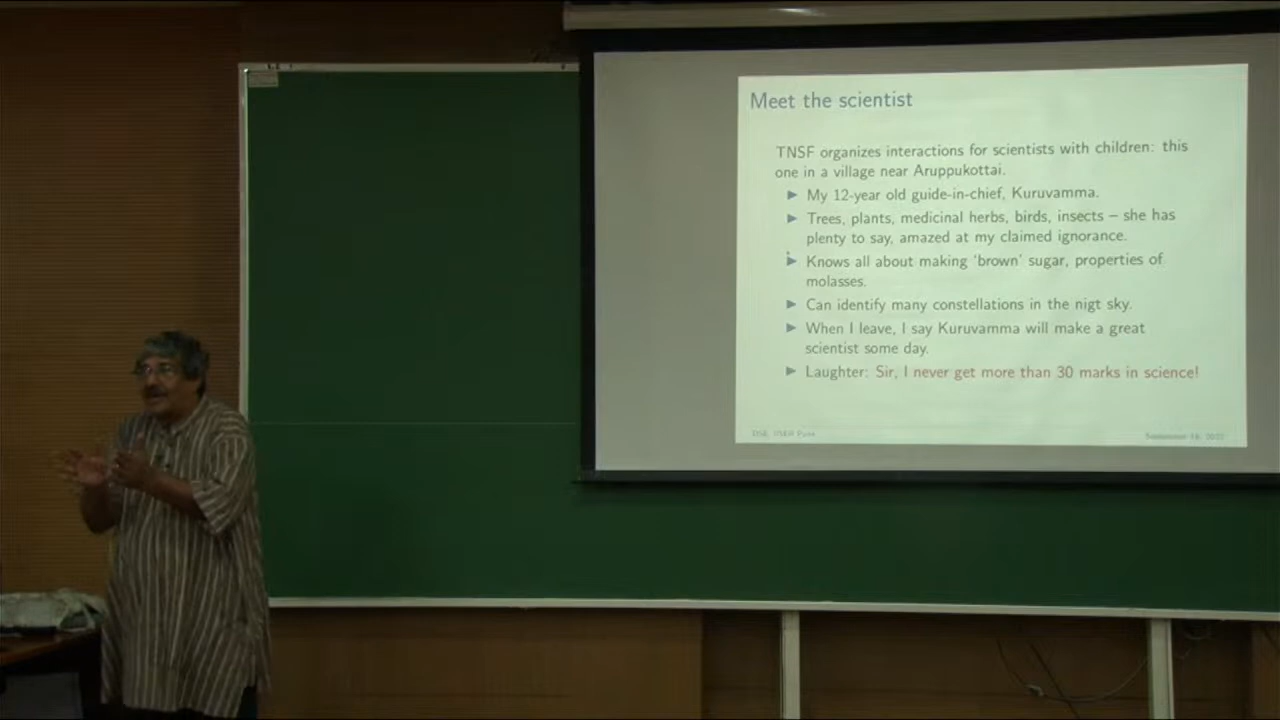 Meet the scientist
TNSF organizes interactions for scientists with children: this
one in a village near Aruppukottai.
▶ My 12-year old guide-in-chief, Kuruvamma.
▶ Trees, plants, medicinal herbs, birds, insects – she has
plenty to say, amazed at my claimed ignorance.
▶ Knows all about making ‘brown’ sugar, properties of
molasses.
▶ Can identify many constellations in the nigt sky.
▶ When I leave, I say Kuruvamma will make a great
scientist some day.
▶ Laughter: Sir, I never get more than 30 marks in science!
IISER Pune
September